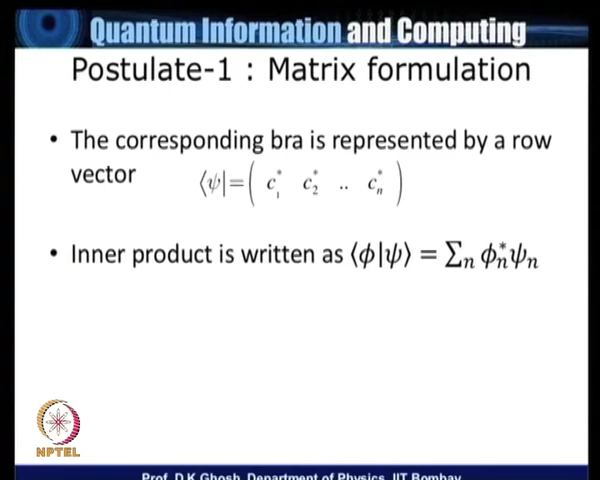 Quantum Information and Computing
Postulate-1 : Matrix formulation
• The corresponding bra is represented by a row
vector ⟨ψ|=( c₁* c₂* .. cₙ* )
• Inner product is written as ⟨ϕ|ψ⟩ = ∑ₙ ϕₙ*ψₙ
NPTEL
Prof. D.K Ghosh, Department of Physics, IIT Bombay